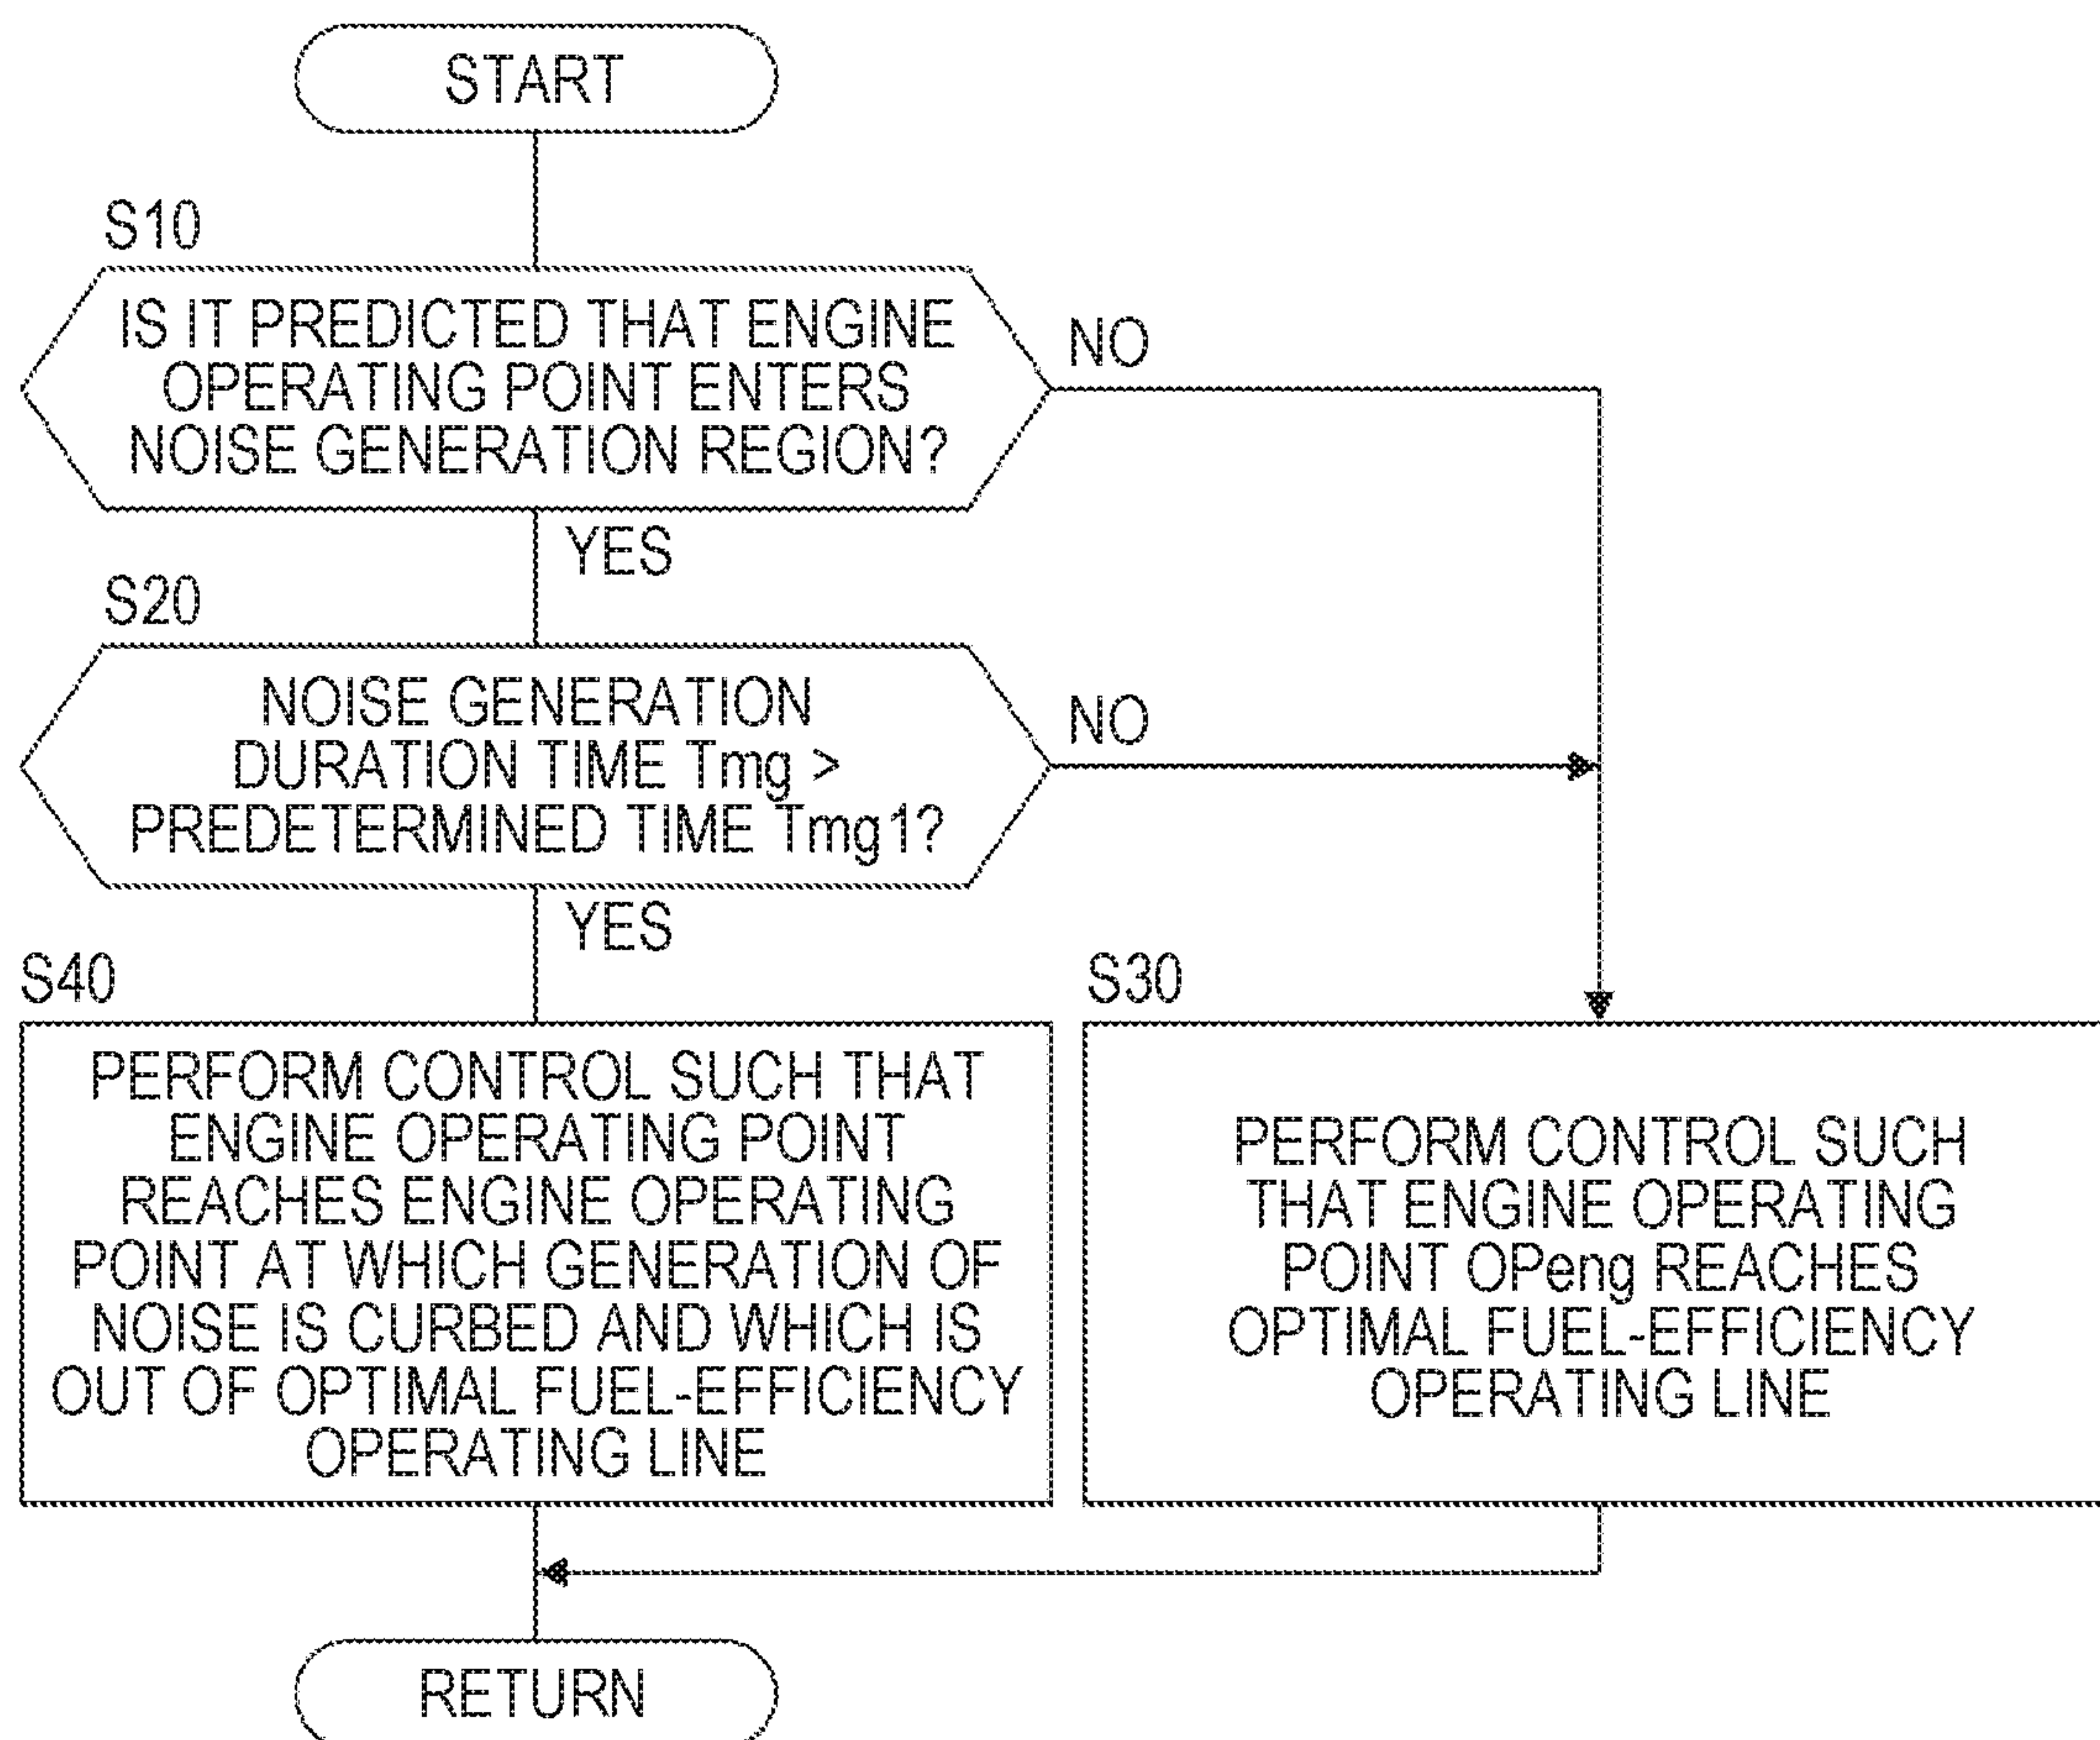 START
S10
IS IT PREDICTED THAT ENGINE
OPERATING POINT ENTERS
NOISE GENERATION REGION?
NO
YES
S20
NOISE GENERATION
DURATION TIME Tmg >
PREDETERMINED TIME Tmg1?
NO
YES
S40
PERFORM CONTROL SUCH THAT
ENGINE OPERATING POINT
REACHES ENGINE OPERATING
POINT AT WHICH GENERATION OF
NOISE IS CURBED AND WHICH IS
OUT OF OPTIMAL FUEL-EFFICIENCY
OPERATING LINE
S30
PERFORM CONTROL SUCH
THAT ENGINE OPERATING
POINT OPeng REACHES
OPTIMAL FUEL-EFFICIENCY
OPERATING LINE
RETURN